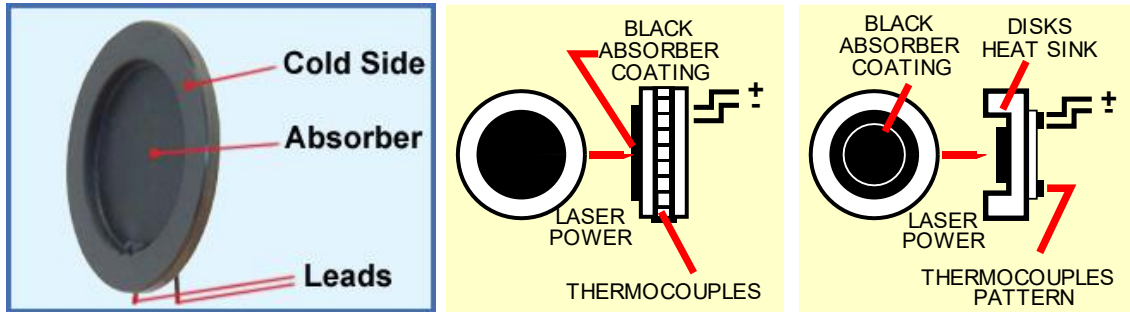 Cold Side
Absorber
Leads
BLACK
ABSORBER
COATING
+
-
LASER
POWER
THERMOCOUPLES
BLACK
ABSORBER
COATING
DISKS
HEAT SINK
+
-
LASER
POWER
THERMOCOUPLES
PATTERN